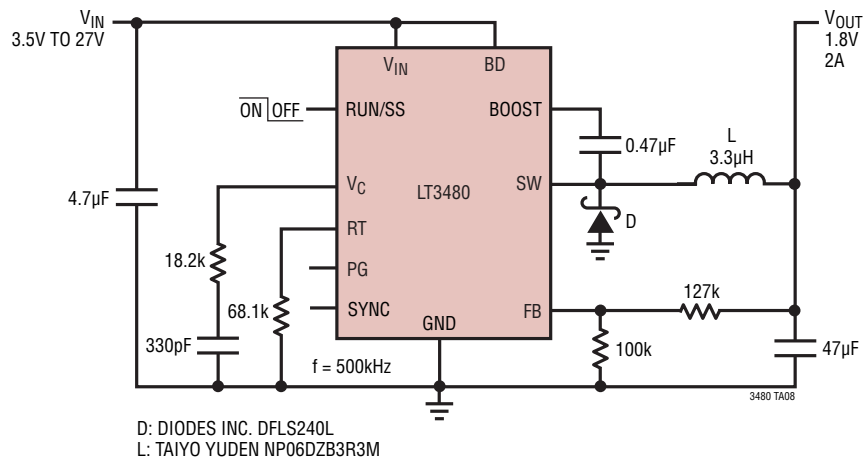 VIN
3.5V TO 27V
VOUT
1.8V
2A
VIN
BD
ON OFF
RUN/SS
BOOST
0.47µF
L
3.3µH
4.7µF
VC
LT3480
SW
D
18.2k
RT
PG
68.1k
SYNC
FB
127k
330pF
GND
100k
47µF
f = 500kHz
3480 TA08
D: DIODES INC. DFLS240L
L: TAIYO YUDEN NP06DZB3R3M